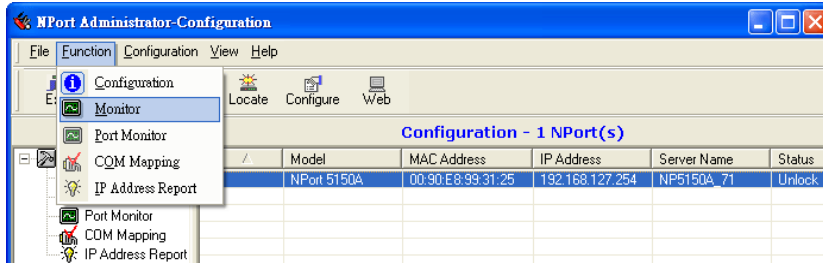 NPort Administrator-Configuration
File Function Configuration View Help
Configuration
Monitor
Port Monitor
COM Mapping
IP Address Report
Locate Configure Web
Configuration - 1 NPort(s)
Model MAC Address IP Address Server Name Status
NPort 5150A 00:90:E8:99:31:25 192.168.127.254 NP5150A_71 Unlock
Port Monitor
COM Mapping
IP Address Report